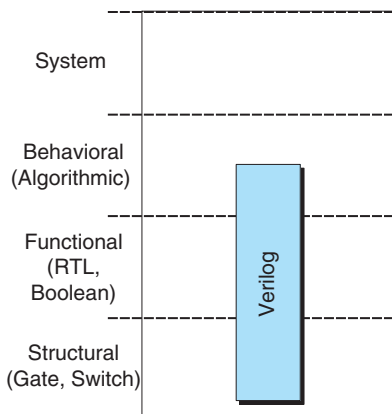 System
Behavioral
(Algorithmic)
Functional
(RTL,
Boolean)
Structural
(Gate, Switch)
Verilog